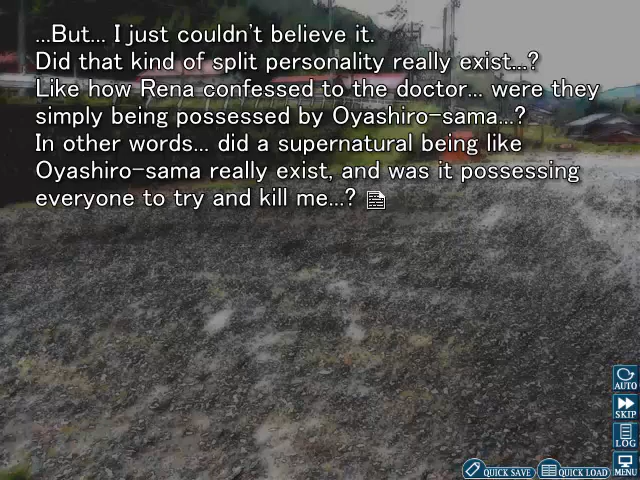 ...But... I just couldn't believe it.
Did that kind of split personality really exist...?
Like how Rena confessed to the doctor... were they
simply being possessed by Oyashiro-sama...?
In other words... did a supernatural being like
Oyashiro-sama really exist, and was it possessing
everyone to try and kill me...?
AUTO
SKIP
LOG
MENU
QUICK SAVE
QUICK LOAD